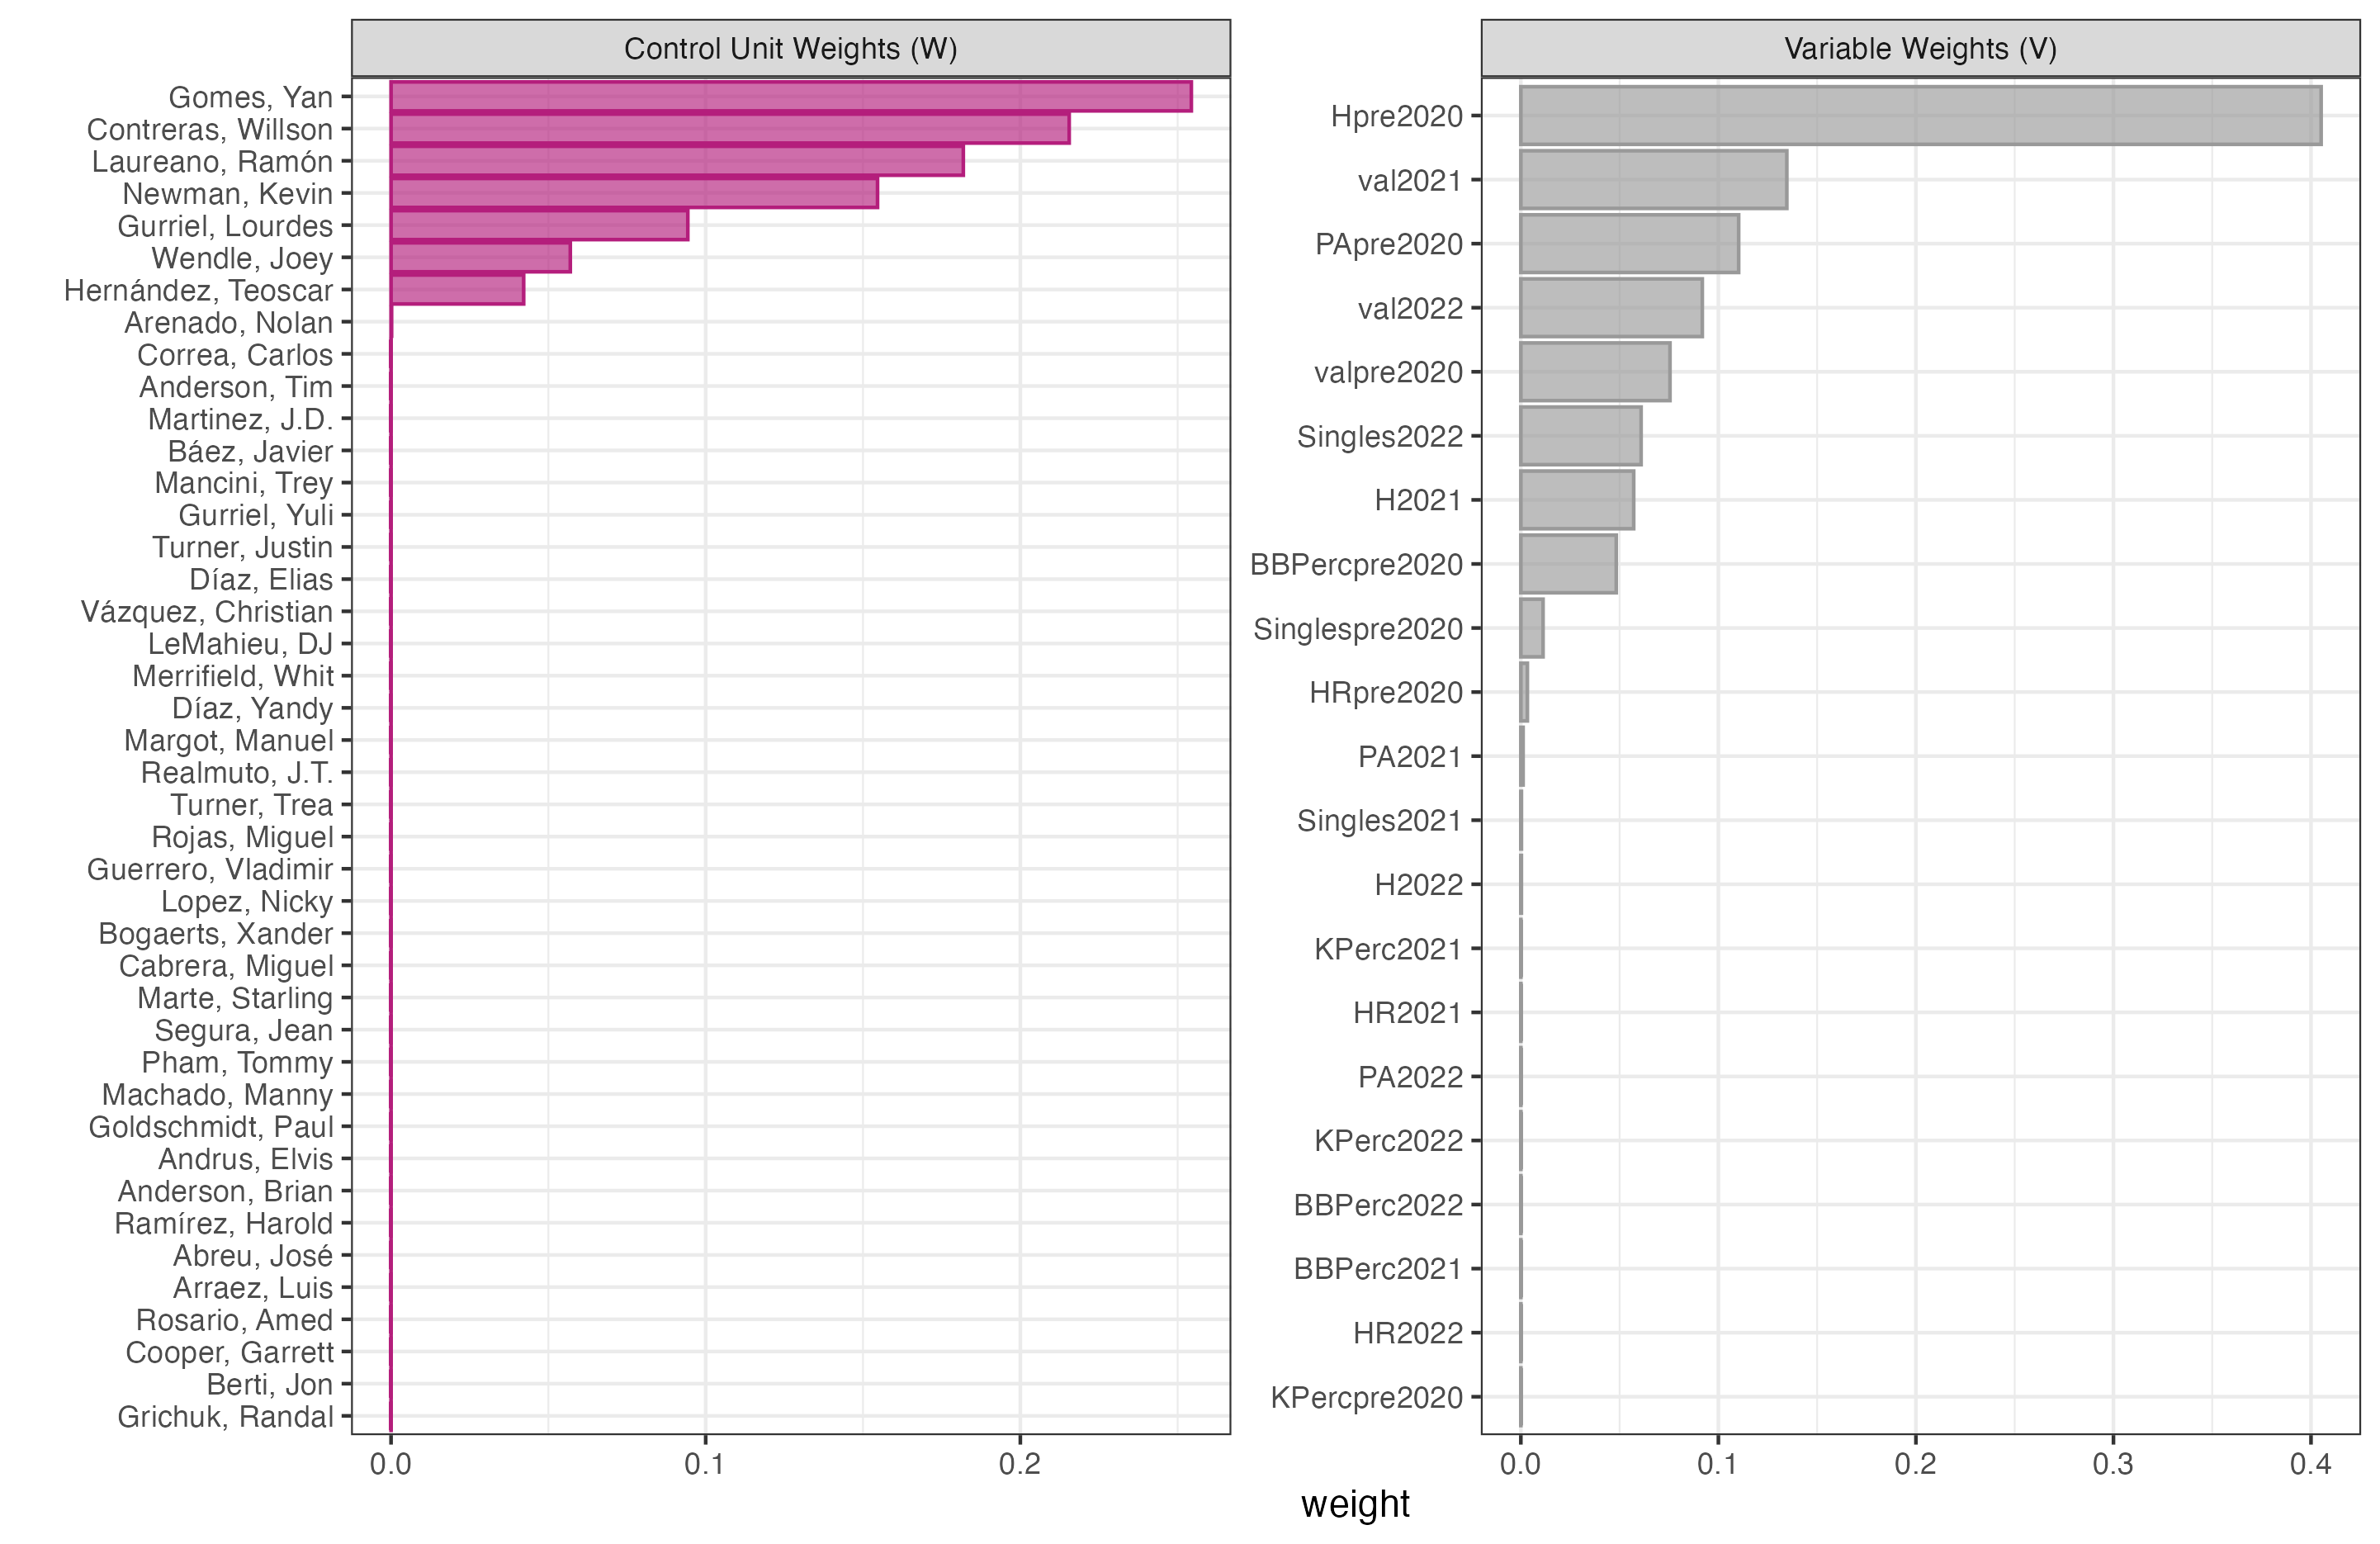 Control Unit Weights (W)
Gomes, Yan
Contreras, Willson
Laureano, Ramón
Newman, Kevin
Gurriel, Lourdes
Wendle, Joey
Hernández, Teoscar
Arenado, Nolan
Correa, Carlos
Anderson, Tim
Martinez, J.D.
Báez, Javier
Mancini, Trey
Gurriel, Yuli
Turner, Justin
Díaz, Elias
Vázquez, Christian
LeMahieu, DJ
Merrifield, Whit
Díaz, Yandy
Margot, Manuel
Realmuto, J.T.
Turner, Trea
Rojas, Miguel
Guerrero, Vladimir
Lopez, Nicky
Bogaerts, Xander
Cabrera, Miguel
Marte, Starling
Segura, Jean
Pham, Tommy
Machado, Manny
Goldschmidt, Paul
Andrus, Elvis
Anderson, Brian
Ramírez, Harold
Abreu, José
Arraez, Luis
Rosario, Amed
Cooper, Garrett
Berti, Jon
Grichuk, Randal
0.0 0.1 0.2
Variable Weights (V)
Hpre2020
val2021
PApre2020
val2022
valpre2020
Singles2022
H2021
BBPercpre2020
Singlespre2020
HRpre2020
PA2021
Singles2021
H2022
KPerc2021
HR2021
PA2022
KPerc2022
BBPerc2022
BBPerc2021
HR2022
KPercpre2020
0.0 0.1 0.2 0.3 0.4
weight